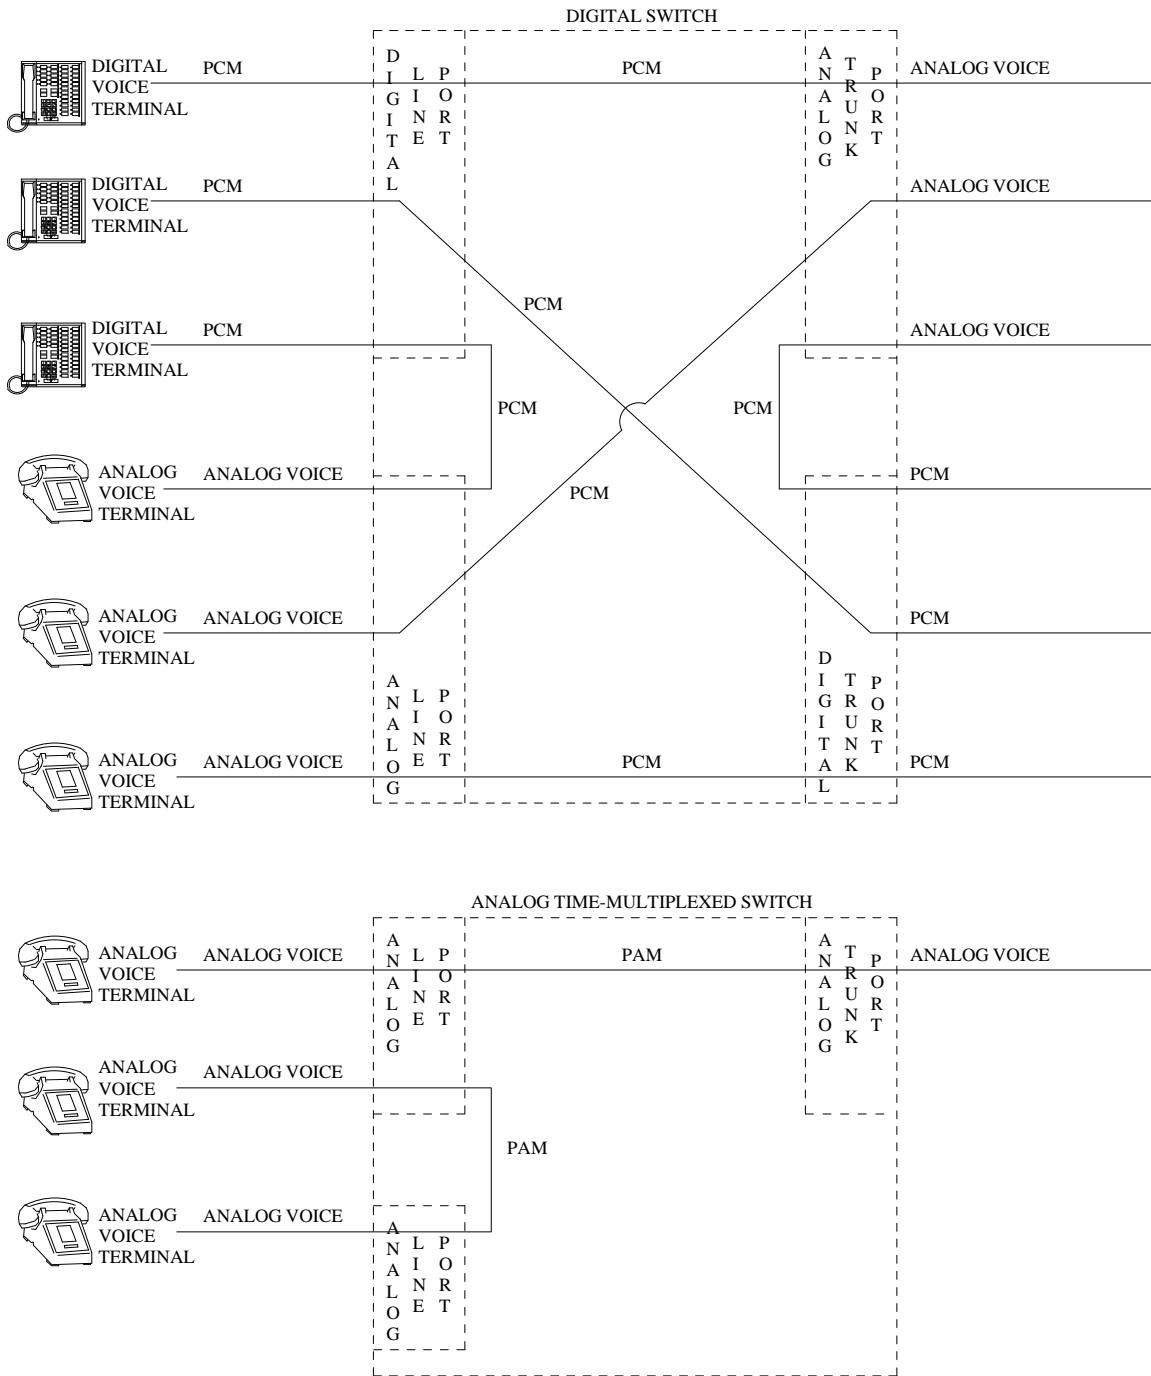 DIGITAL SWITCH
DIGITAL
VOICE
TERMINAL
PCM
DIGITAL
LINE
PORT
PCM
ANALOG
TRUNK
PORT
ANALOG VOICE
DIGITAL
VOICE
TERMINAL
PCM
ANALOG VOICE
PCM
DIGITAL
VOICE
TERMINAL
PCM
ANALOG VOICE
PCM
PCM
ANALOG
VOICE
TERMINAL
ANALOG VOICE
PCM
PCM
ANALOG
VOICE
TERMINAL
ANALOG VOICE
PCM
ANALOG
LINE
PORT
DIGITAL
TRUNK
PORT
ANALOG
VOICE
TERMINAL
ANALOG VOICE
PCM
PCM
ANALOG TIME-MULTIPLEXED SWITCH
ANALOG
VOICE
TERMINAL
ANALOG VOICE
ANALOG
LINE
PORT
PAM
ANALOG
TRUNK
PORT
ANALOG VOICE
ANALOG
VOICE
TERMINAL
ANALOG VOICE
PAM
ANALOG
VOICE
TERMINAL
ANALOG VOICE
ANALOG
LINE
PORT